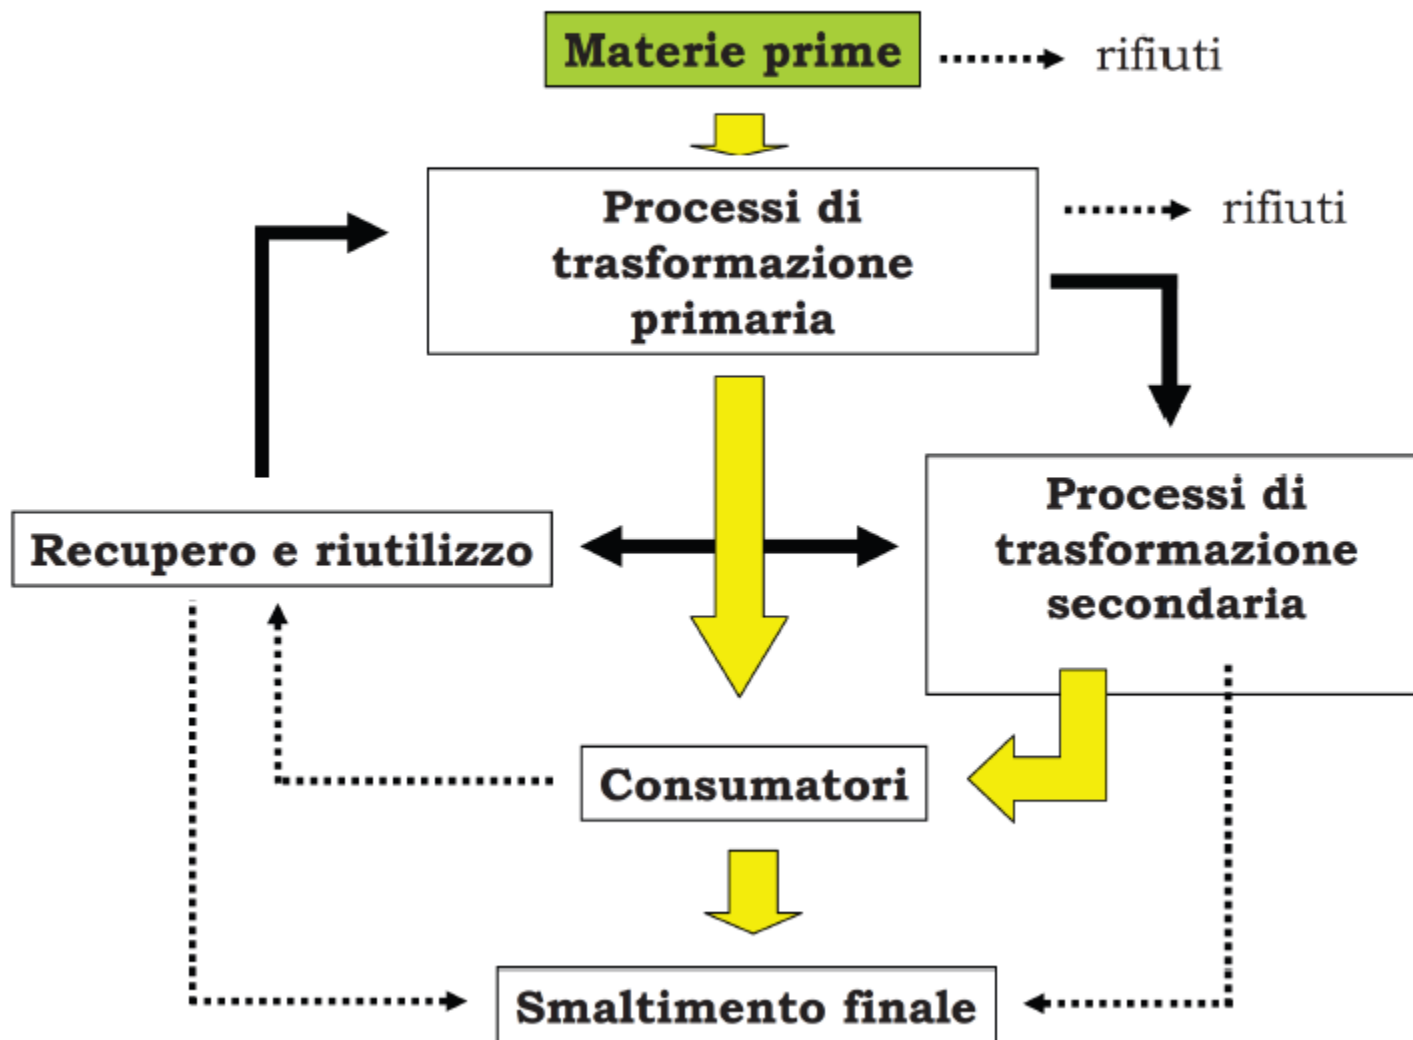 Materie prime
rifiuti
Processi di
trasformazione
primaria
rifiuti
Processi di
trasformazione
secondaria
Recupero e riutilizzo
Consumatori
Smaltimento finale